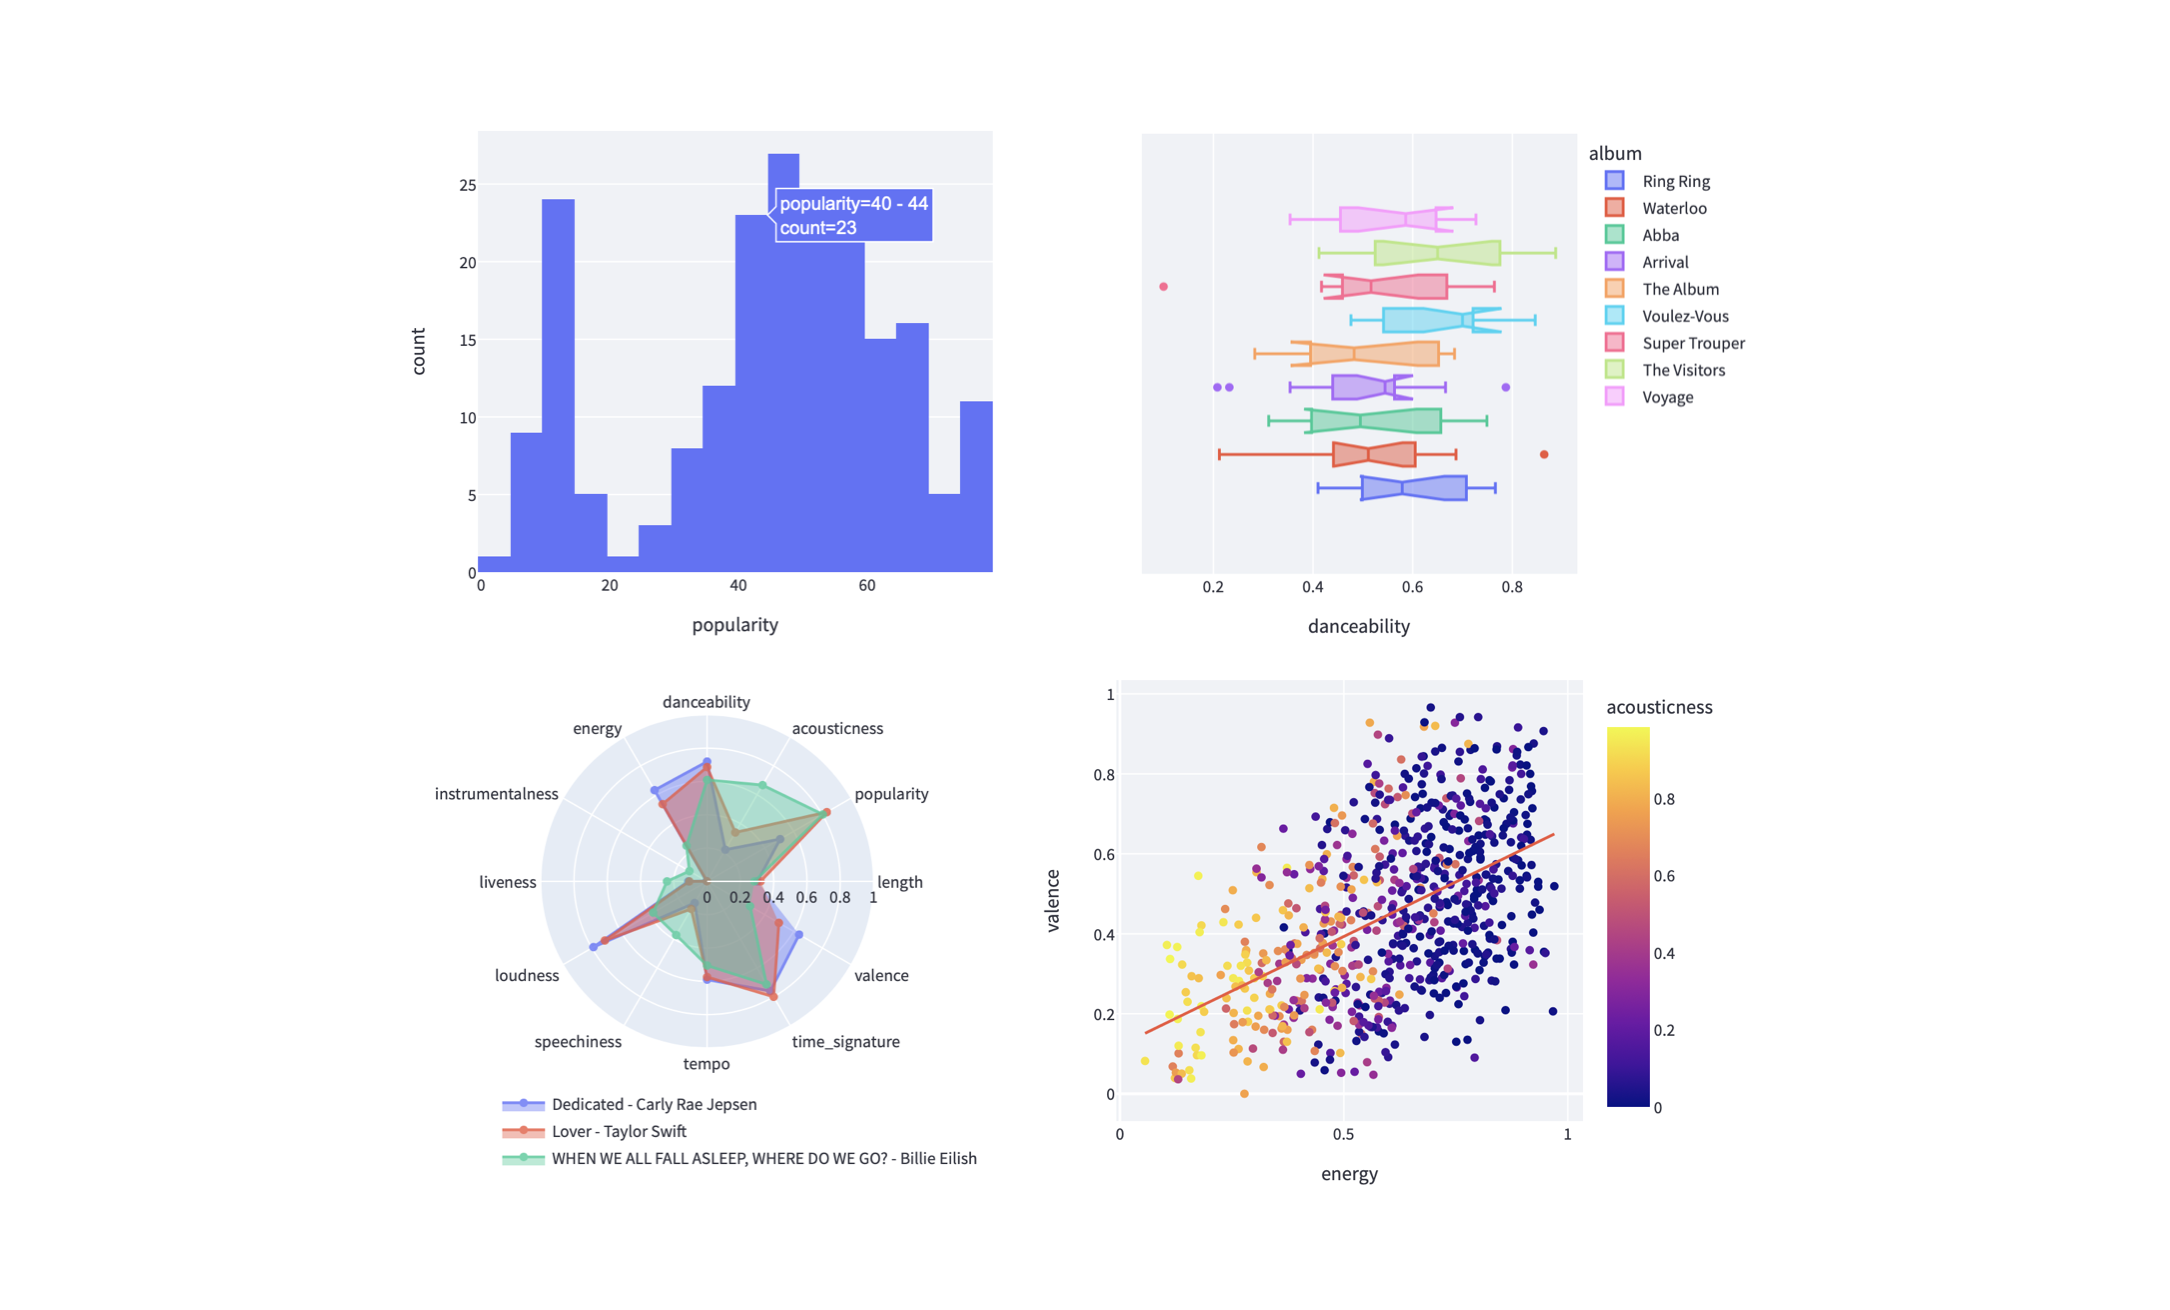 popularity=40 - 44
count=23
25
20
15
10
5
0
count
0
20
40
60
popularity
album
Ring Ring
Waterloo
Abba
Arrival
The Album
Voulez-Vous
Super Trouper
The Visitors
Voyage
0.2
0.4
0.6
0.8
danceability
danceability
energy
acousticness
instrumentalness
popularity
liveness
length
0
0.2
0.4
0.6
0.8
1
loudness
valence
speechiness
time_signature
tempo
Dedicated - Carly Rae Jepsen
Lover - Taylor Swift
WHEN WE ALL FALL ASLEEP, WHERE DO WE GO? - Billie Eilish
1
0.8
0.6
0.4
0.2
0
valence
0
0.5
1
energy
acousticness
0.8
0.6
0.4
0.2
0